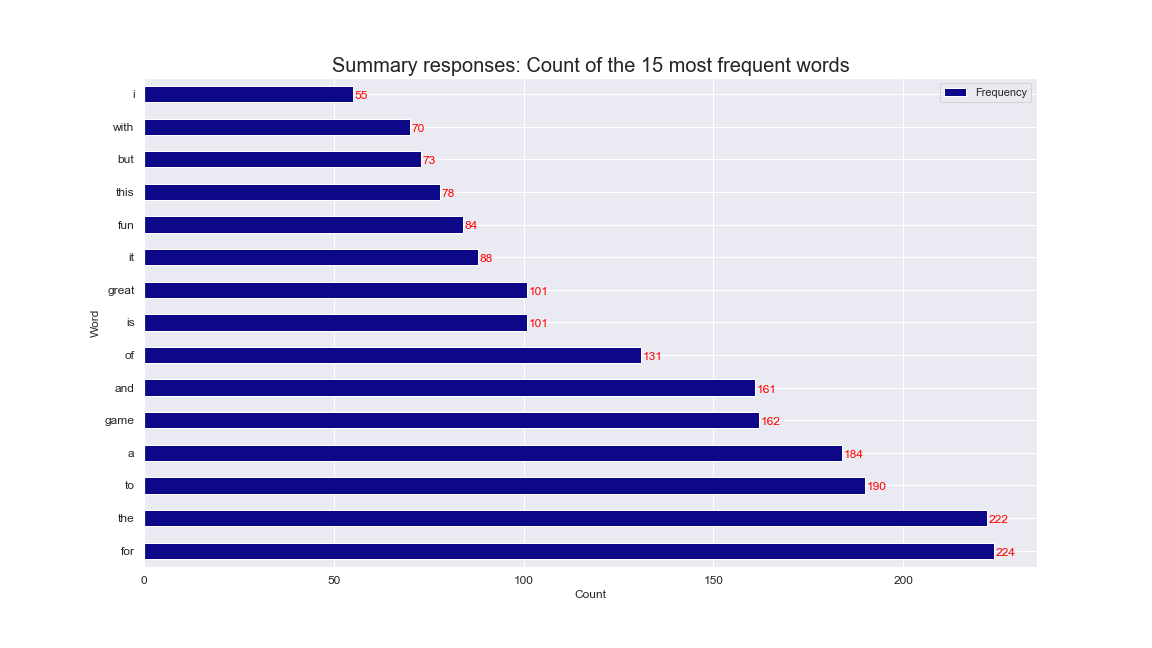 Summary responses: Count of the 15 most frequent words
Frequency
i 55
with 70
but 73
this 78
fun 84
it 88
great 101
is 101
of 131
and 161
game 162
a 184
to 190
the 222
for 224
Word
0 50 100 150 200
Count